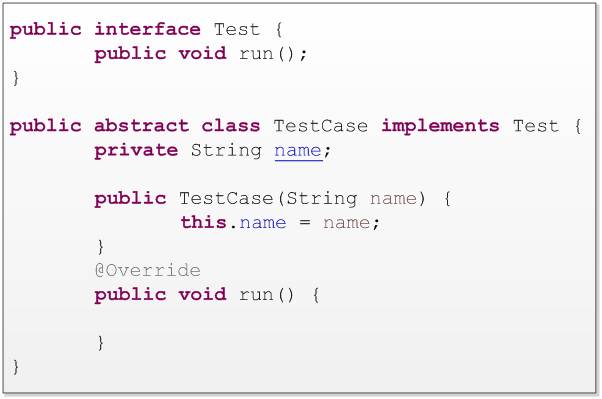 public interface Test {
public void run();
}
public abstract class TestCase implements Test {
private String name;
public TestCase(String name) {
this.name = name;
}
@Override
public void run() {
}
}